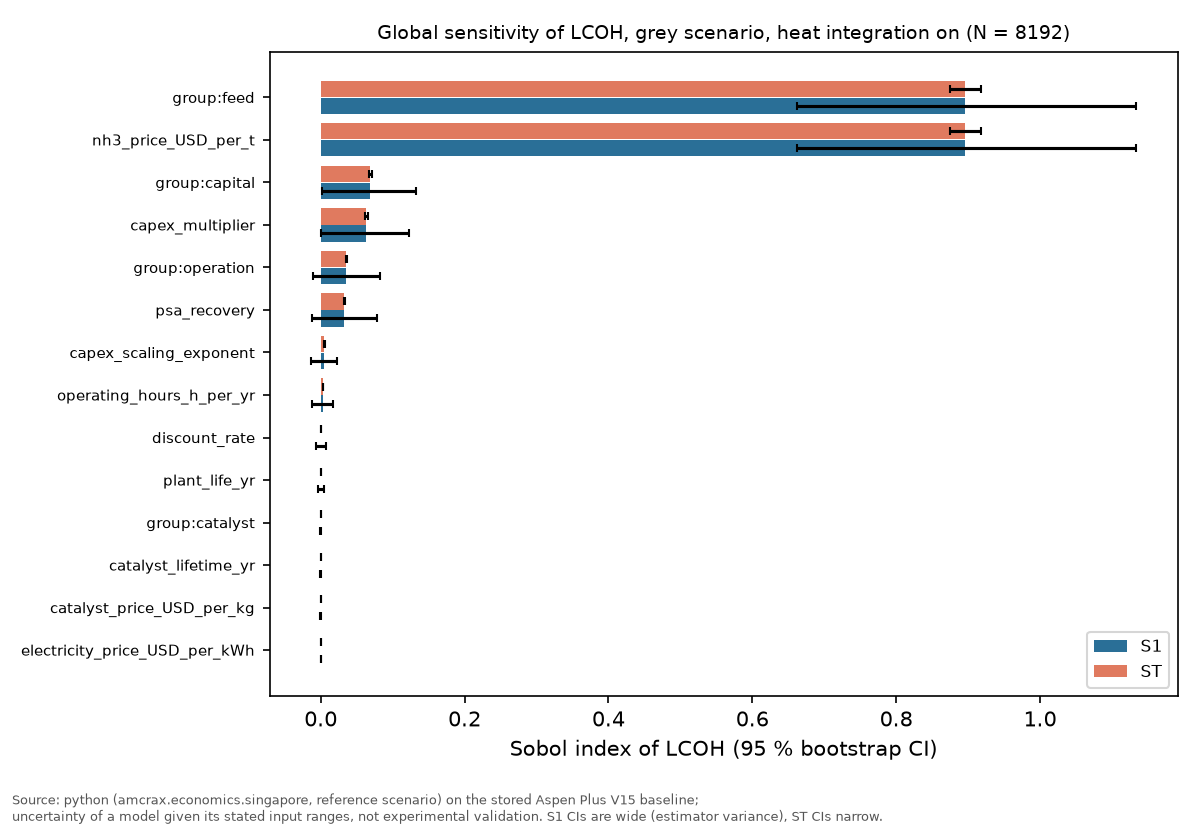 Global sensitivity of LCOH, grey scenario, heat integration on (N = 8192)
group:feed
nh3_price_USD_per_t
group:capital
capex_multiplier
group:operation
psa_recovery
capex_scaling_exponent
operating_hours_h_per_yr
discount_rate
plant_life_yr
group:catalyst
catalyst_lifetime_yr
catalyst_price_USD_per_kg
electricity_price_USD_per_kWh
S1
ST
0.0 0.2 0.4 0.6 0.8 1.0
Sobol index of LCOH (95 % bootstrap CI)
Source: python (amcrax.economics.singapore, reference scenario) on the stored Aspen Plus V15 baseline;
uncertainty of a model given its stated input ranges, not experimental validation. S1 CIs are wide (estimator variance), ST CIs narrow.